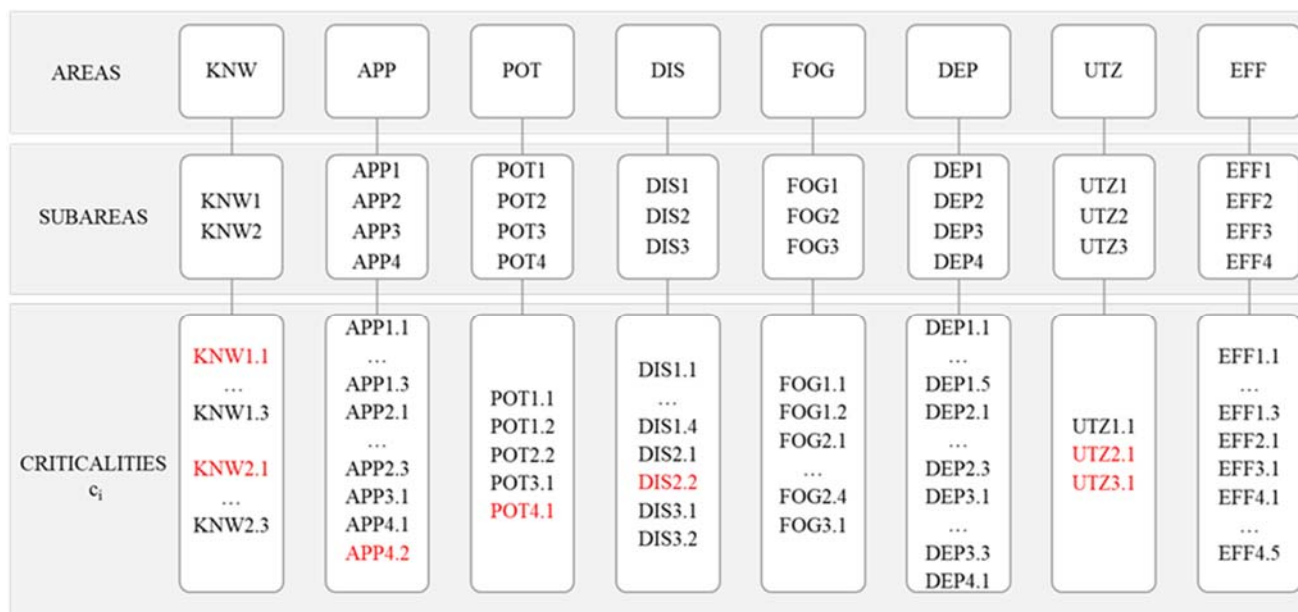 AREAS
KNW
APP
POT
DIS
FOG
DEP
UTZ
EFF
SUBAREAS
KNW1
KNW2
APP1
APP2
APP3
APP4
POT1
POT2
POT3
POT4
DIS1
DIS2
DIS3
FOG1
FOG2
FOG3
DEP1
DEP2
DEP3
DEP4
UTZ1
UTZ2
UTZ3
EFF1
EFF2
EFF3
EFF4
CRITICALITIES
cᵢ
KNW1.1
…
KNW1.3
KNW2.1
…
KNW2.3
APP1.1
…
APP1.3
APP2.1
…
APP2.3
APP3.1
APP4.1
APP4.2
POT1.1
POT1.2
POT2.2
POT3.1
POT4.1
DIS1.1
…
DIS1.4
DIS2.1
DIS2.2
DIS3.1
DIS3.2
FOG1.1
FOG1.2
FOG2.1
…
FOG2.4
FOG3.1
DEP1.1
…
DEP1.5
DEP2.1
…
DEP2.3
DEP3.1
…
DEP3.3
DEP4.1
UTZ1.1
UTZ2.1
UTZ3.1
EFF1.1
…
EFF1.3
EFF2.1
EFF3.1
EFF4.1
…
EFF4.5